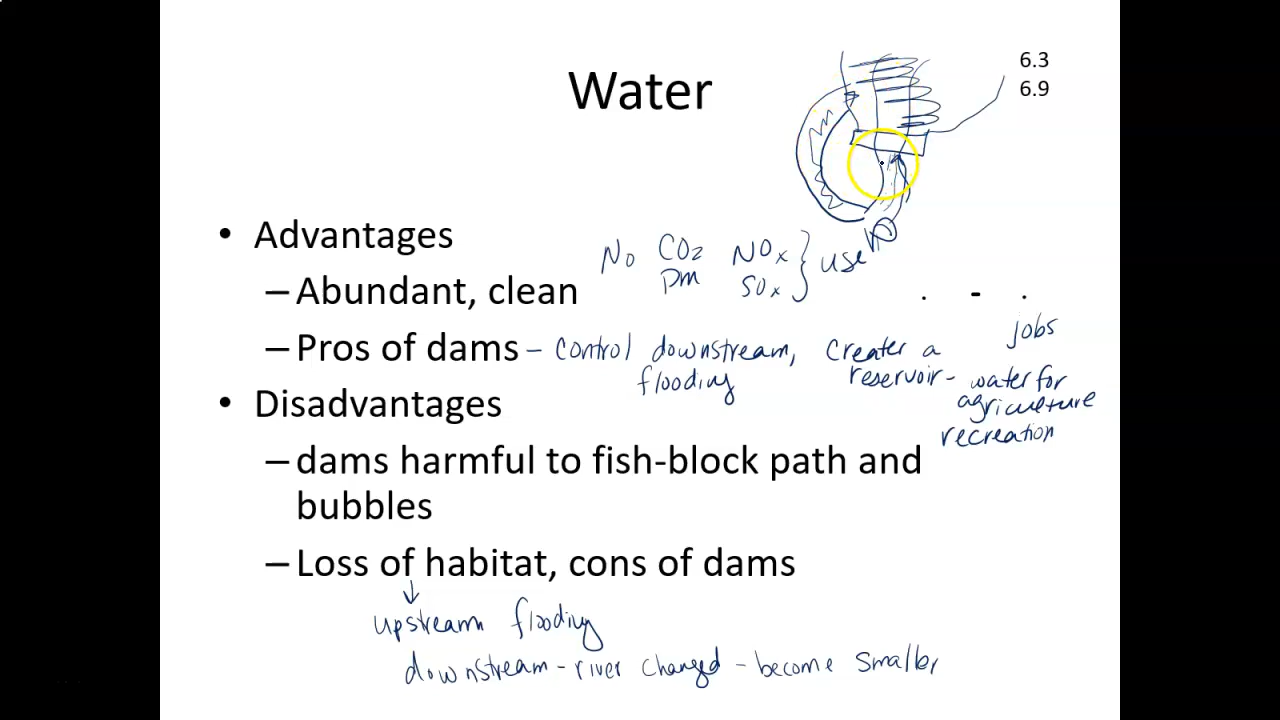 6.3
Water
6.9
• Advantages
No CO₂ NOx } use
PM SOx
– Abundant, clean
jobs
– Pros of dams – control downstream, creater a
flooding reservoir – water for
agriculture
recreation
• Disadvantages
– dams harmful to fish-block path and
bubbles
– Loss of habitat, cons of dams
↓
upstream flooding
downstream – river changed – become smaller